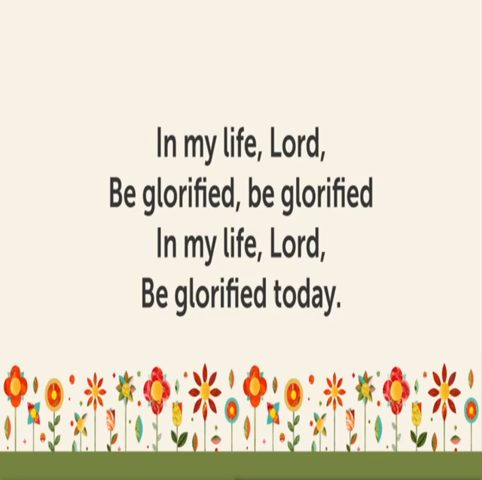 In my life, Lord,
Be glorified, be glorified
In my life, Lord,
Be glorified today.